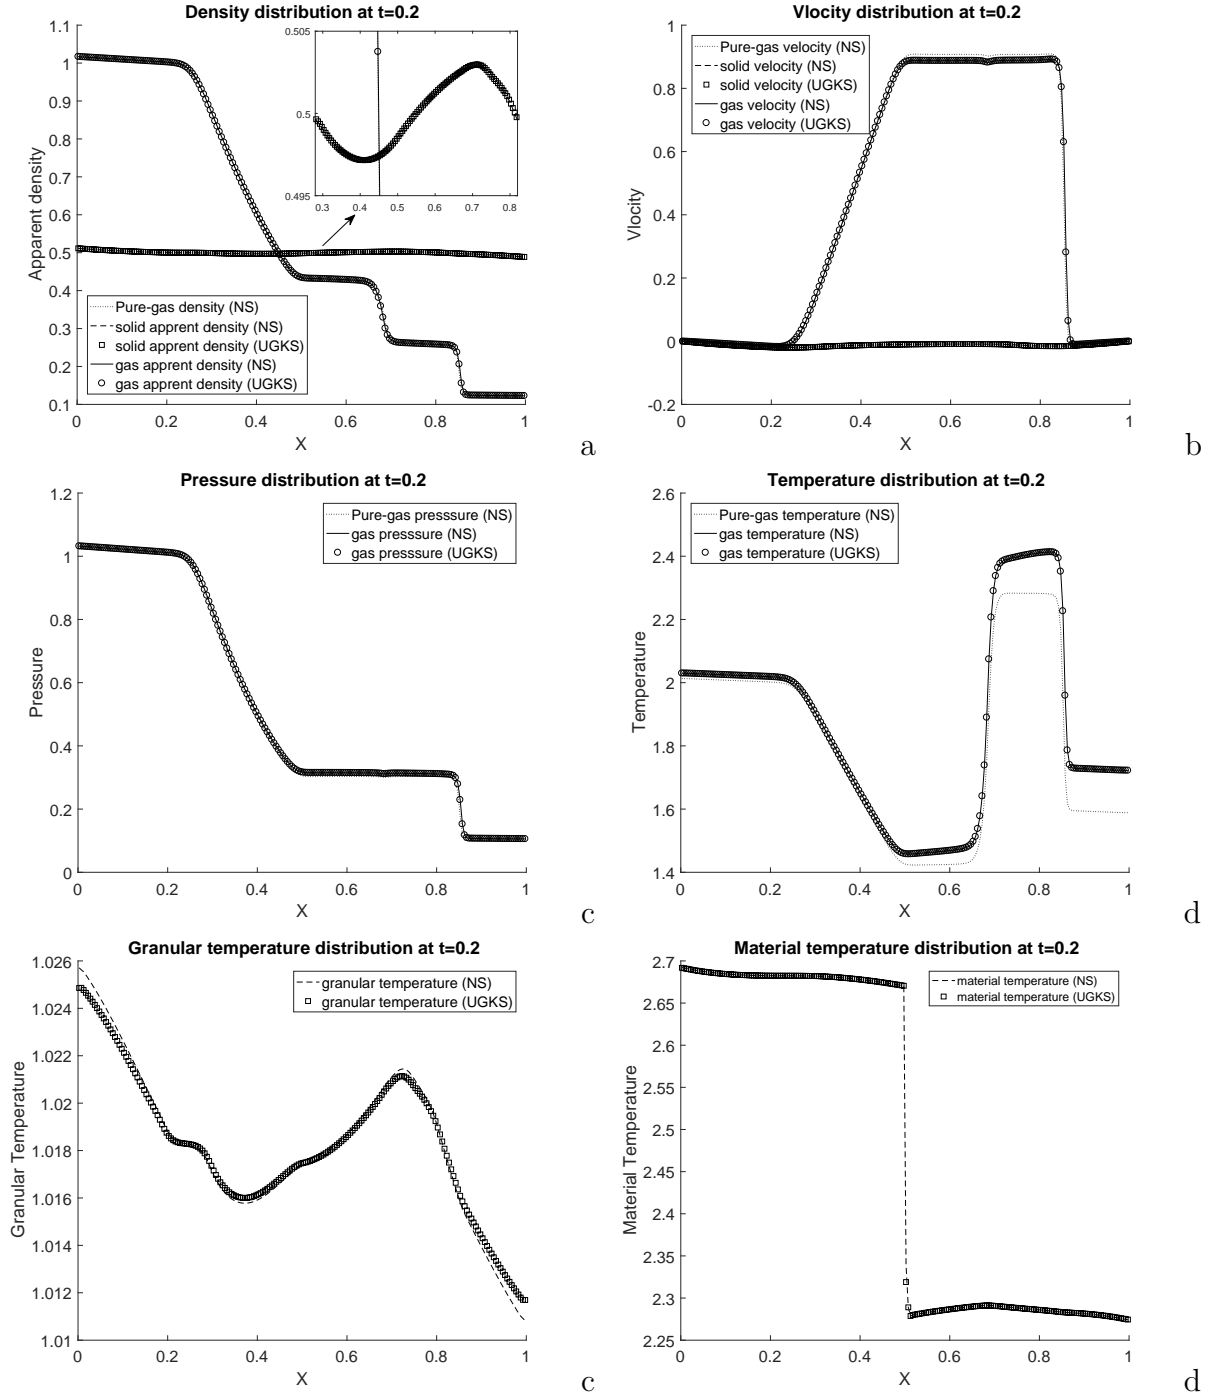 Density distribution at t=0.2
1.1
1
0.9
0.8
0.7
0.6
0.5
0.4
0.3
0.2
0.1
Apparent density
0.505
0.5
0.495
0.3 0.4 0.5 0.6 0.7 0.8
Pure-gas density (NS)
solid apprent density (NS)
solid apprent density (UGKS)
gas apprent density (NS)
gas apprent density (UGKS)
0 0.2 0.4 0.6 0.8 1
X
a
Vlocity distribution at t=0.2
1
0.8
0.6
0.4
0.2
0
-0.2
Vlocity
Pure-gas velocity (NS)
solid velocity (NS)
solid velocity (UGKS)
gas velocity (NS)
gas velocity (UGKS)
0 0.2 0.4 0.6 0.8 1
X
b
Pressure distribution at t=0.2
1.2
1
0.8
0.6
0.4
0.2
0
Pressure
Pure-gas presssure (NS)
gas presssure (NS)
gas presssure (UGKS)
0 0.2 0.4 0.6 0.8 1
X
c
Temperature distribution at t=0.2
2.6
2.4
2.2
2
1.8
1.6
1.4
Temperature
Pure-gas temperature (NS)
gas temperature (NS)
gas temperature (UGKS)
0 0.2 0.4 0.6 0.8 1
X
d
Granular temperature distribution at t=0.2
1.026
1.024
1.022
1.02
1.018
1.016
1.014
1.012
1.01
Granular Temperature
granular temperature (NS)
granular temperature (UGKS)
0 0.2 0.4 0.6 0.8 1
X
c
Material temperature distribution at t=0.2
2.7
2.65
2.6
2.55
2.5
2.45
2.4
2.35
2.3
2.25
Material Temperature
material temperature (NS)
material temperature (UGKS)
0 0.2 0.4 0.6 0.8 1
X
d